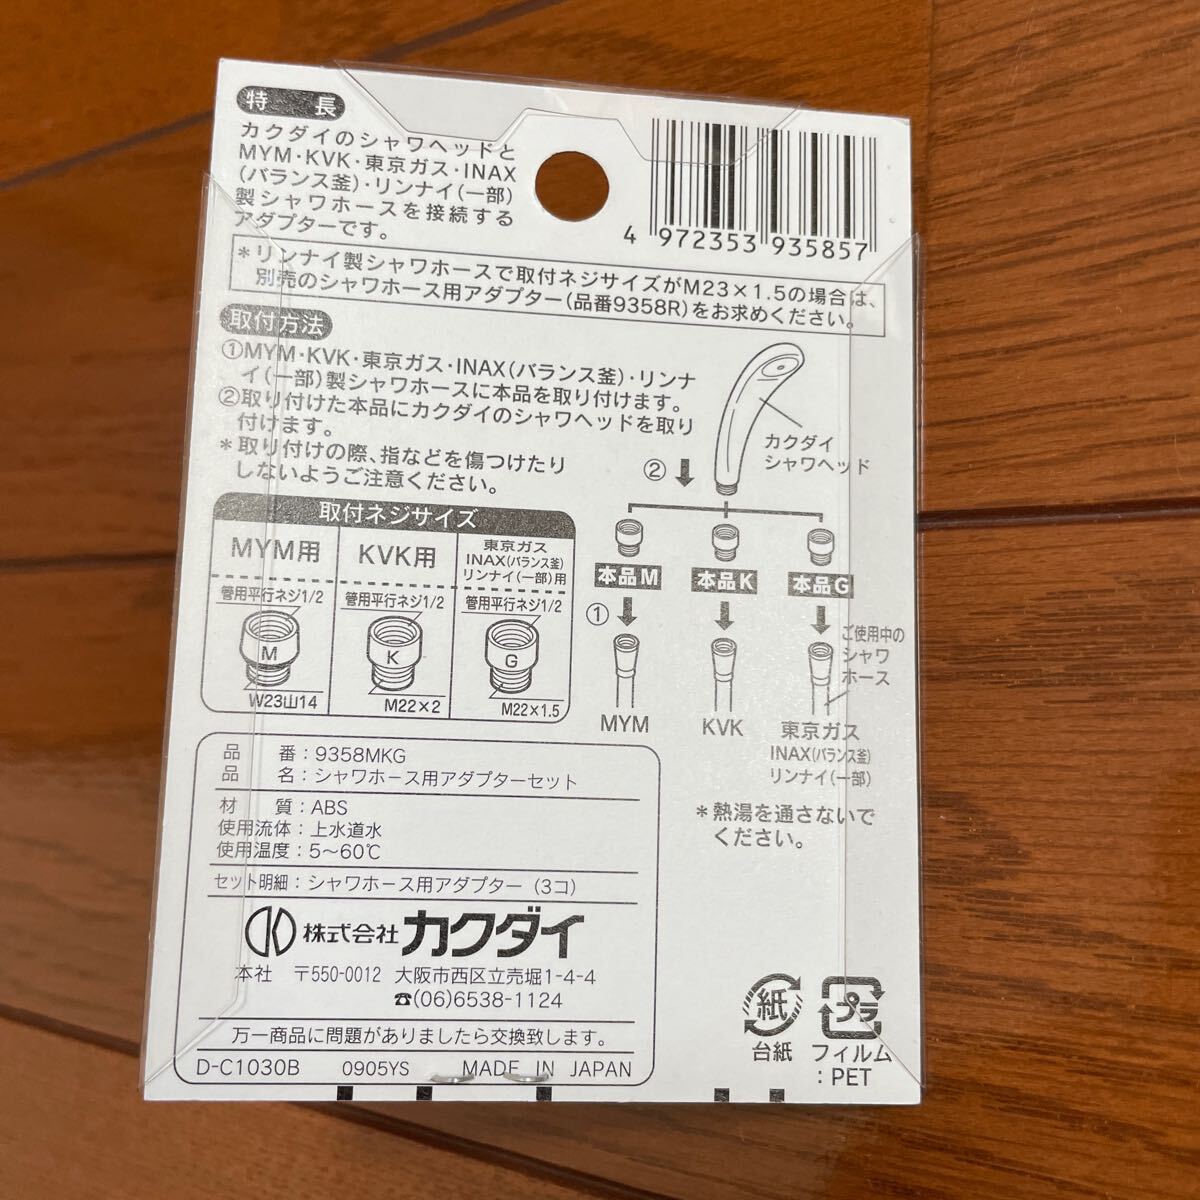 特長
カクダイのシャワヘッドと
MYM・KVK・東京ガス・INAX
(バランス釜)・リンナイ(一部)
製シャワホースを接続する
アダプターです。
4 972353 935857
*リンナイ製シャワホースで取付ネジサイズがM23×1.5の場合は、
別売のシャワホース用アダプター(品番9358R)をお求めください。
取付方法
①MYM・KVK・東京ガス・INAX(バランス釜)・リンナ
イ(一部)製シャワホースに本品を取り付けます。
②取り付けた本品にカクダイのシャワヘッドを取り
付けます。
*取り付けの際、指などを傷つけたり
しないようご注意ください。
カクダイ
シャワヘッド
②
本品M 本品K 本品G
①
ご使用中の
シャワ
ホース
MYM KVK 東京ガス
INAX(バランス釜)
リンナイ(一部)
*熱湯を通さないで
ください。
取付ネジサイズ
MYM用 KVK用 東京ガス
INAX(バランス釜)
リンナイ(一部)用
管用平行ネジ1/2 管用平行ネジ1/2 管用平行ネジ1/2
M K G
W23山14 M22×2 M22×1.5
品番:9358MKG
品名:シャワホース用アダプターセット
材質:ABS
使用流体:上水道水
使用温度:5〜60℃
セット明細:シャワホース用アダプター(3コ)
株式会社カクダイ
本社 〒550-0012 大阪市西区立売堀1-4-4
☎(06)6538-1124
万一商品に問題がありましたら交換致します。
D-C1030B 0905YS MADE IN JAPAN
紙 プラ
台紙 フィルム
:PET